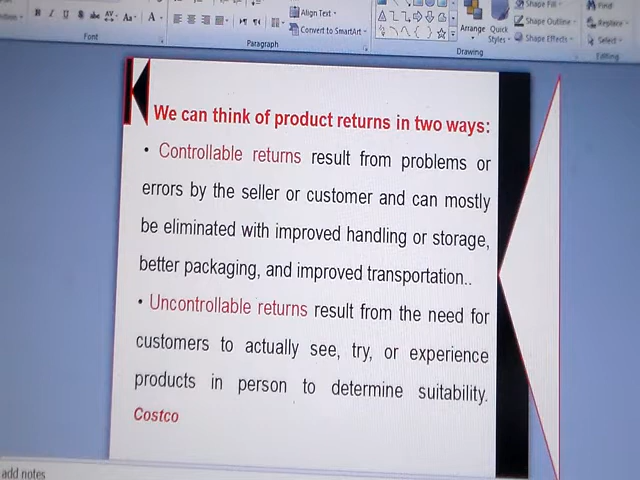 Font
Paragraph
Drawing
Editing
Align Text
Convert to SmartArt
Arrange
Quick
Styles
Shape Fill
Shape Outline
Shape Effects
Find
Replace
Select
We can think of product returns in two ways:
• Controllable returns result from problems or
errors by the seller or customer and can mostly
be eliminated with improved handling or storage,
better packaging, and improved transportation..
• Uncontrollable returns result from the need for
customers to actually see, try, or experience
products in person to determine suitability.
Costco
add notes